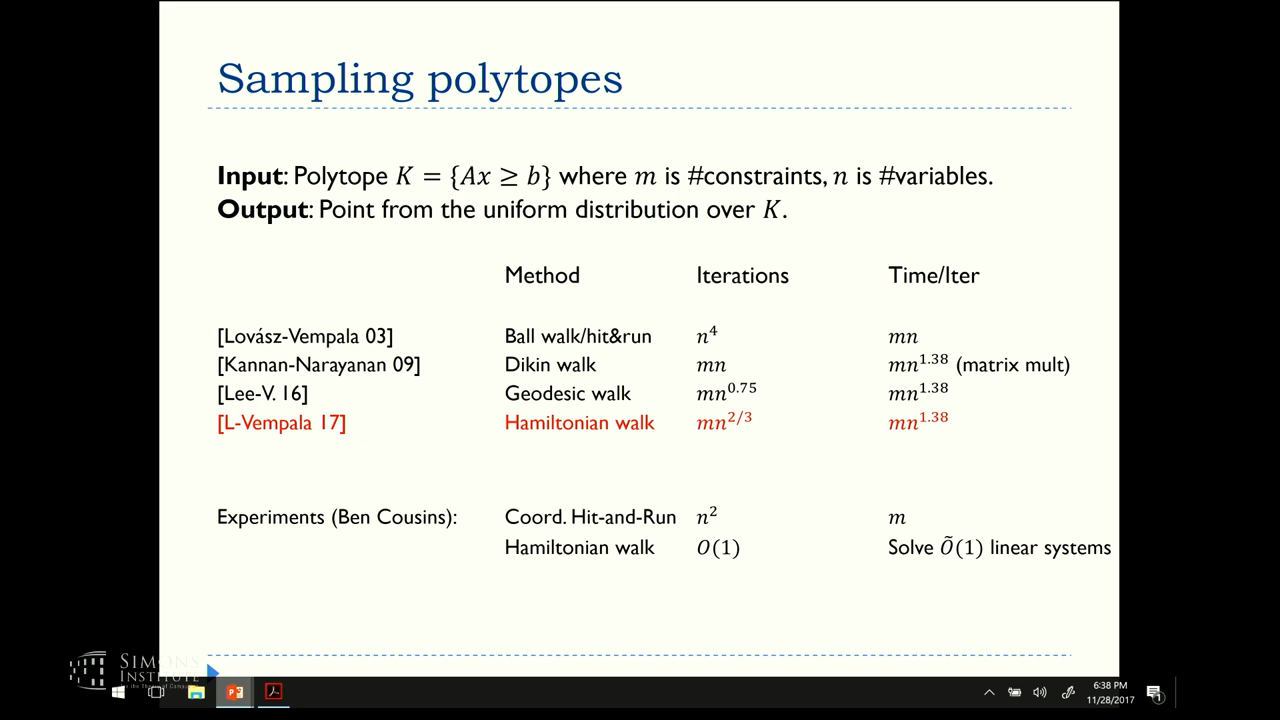 Sampling polytopes
Input: Polytope K = {Ax ≥ b} where m is #constraints, n is #variables.
Output: Point from the uniform distribution over K.
Method Iterations Time/Iter
[Lovász-Vempala 03] Ball walk/hit&run n⁴ mn
[Kannan-Narayanan 09] Dikin walk mn mn^1.38 (matrix mult)
[Lee-V. 16] Geodesic walk mn^0.75 mn^1.38
[L-Vempala 17] Hamiltonian walk mn^2/3 mn^1.38
Experiments (Ben Cousins): Coord. Hit-and-Run n² m
Hamiltonian walk O(1) Solve Õ(1) linear systems
SIMONS
INSTITUTE
6:38 PM
11/28/2017